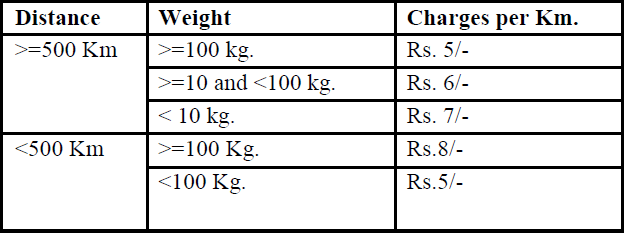 Distance Weight Charges per Km.
>=500 Km >=100 kg. Rs. 5/-
>=10 and <100 kg. Rs. 6/-
< 10 kg. Rs. 7/-
<500 Km >=100 Kg. Rs.8/-
<100 Kg. Rs.5/-